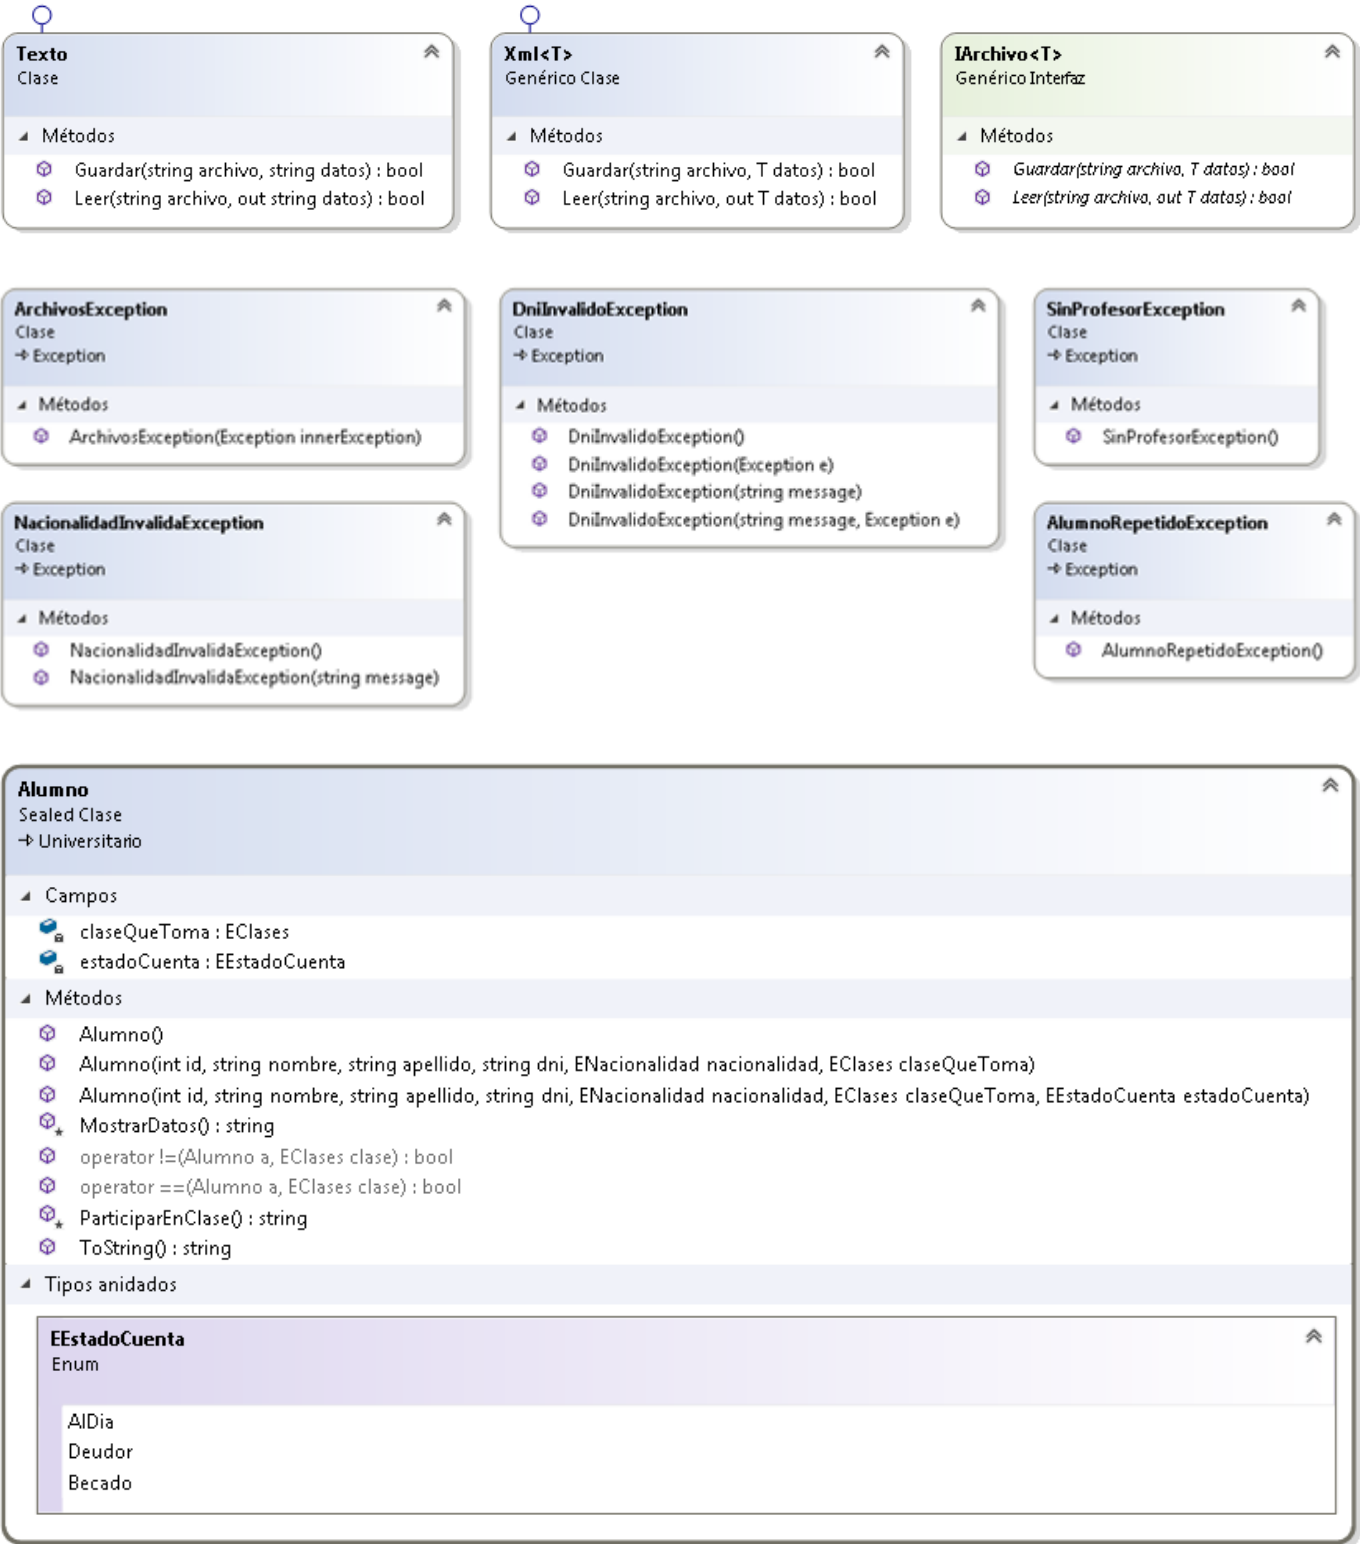 Texto
Clase
Métodos
Guardar(string archivo, string datos) : bool
Leer(string archivo, out string datos) : bool
Xml<T>
Genérico Clase
Métodos
Guardar(string archivo, T datos) : bool
Leer(string archivo, out T datos) : bool
IArchivo<T>
Genérico Interfaz
Métodos
Guardar(string archivo, T datos) : bool
Leer(string archivo, out T datos) : bool
ArchivosException
Clase
Exception
Métodos
ArchivosException(Exception innerException)
DniInvalidoException
Clase
Exception
Métodos
DniInvalidoException()
DniInvalidoException(Exception e)
DniInvalidoException(string message)
DniInvalidoException(string message, Exception e)
SinProfesorException
Clase
Exception
Métodos
SinProfesorException()
NacionalidadInvalidaException
Clase
Exception
Métodos
NacionalidadInvalidaException()
NacionalidadInvalidaException(string message)
AlumnoRepetidoException
Clase
Exception
Métodos
AlumnoRepetidoException()
Alumno
Sealed Clase
Universitario
Campos
claseQueToma : EClases
estadoCuenta : EEstadoCuenta
Métodos
Alumno()
Alumno(int id, string nombre, string apellido, string dni, ENacionalidad nacionalidad, EClases claseQueToma)
Alumno(int id, string nombre, string apellido, string dni, ENacionalidad nacionalidad, EClases claseQueToma, EEstadoCuenta estadoCuenta)
MostrarDatos() : string
operator !=(Alumno a, EClases clase) : bool
operator ==(Alumno a, EClases clase) : bool
ParticiparEnClase() : string
ToString() : string
Tipos anidados
EEstadoCuenta
Enum
AlDia
Deudor
Becado